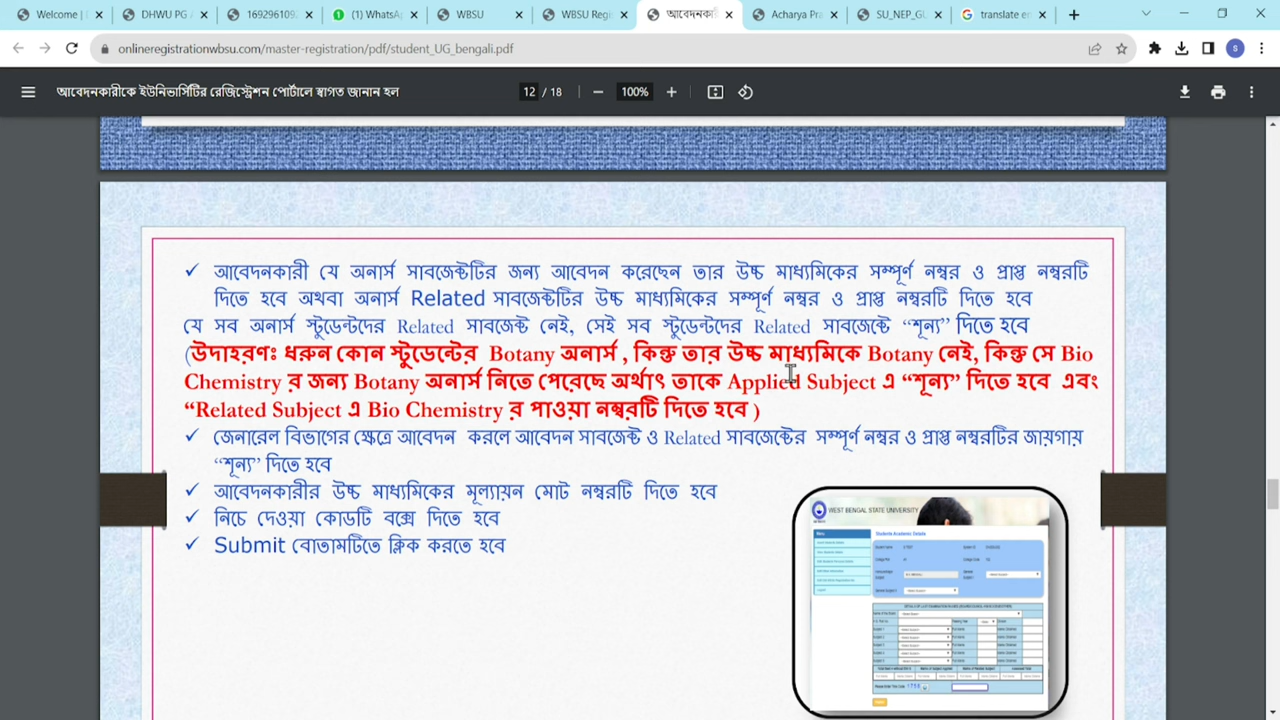 Welcome |
DHWU PG /
1692961092
(1) WhatsA
WBSU
WBSU Regi
আবেদনকা
Acharya Pra
SU_NEP_GU
translate en
onlineregistrationwbsu.com/master-registration/pdf/student_UG_bengali.pdf
S
আবেদনকারীকে ইউনিভার্সিটির রেজিস্ট্রেশন পোর্টালে স্বাগত জানান হল
12 / 18
100%
✓ আবেদনকারী যে অনার্স সাবজেক্টটির জন্য আবেদন করেছেন তার উচ্চ মাধ্যমিকের সম্পূর্ণ নম্বর ও প্রাপ্ত নম্বরটি
দিতে হবে অথবা অনার্স Related সাবজেক্টটির উচ্চ মাধ্যমিকের সম্পূর্ণ নম্বর ও প্রাপ্ত নম্বরটি দিতে হবে
যে সব অনার্স স্টুডেন্টদের Related সাবজেক্ট নেই, সেই সব স্টুডেন্টদের Related সাবজেক্টে “শূন্য” দিতে হবে
(উদাহরণঃ ধরুন কোন স্টুডেন্টের Botany অনার্স , কিন্তু তার উচ্চ মাধ্যমিকে Botany নেই, কিন্তু সে Bio
Chemistry র জন্য Botany অনার্স নিতে পেরেছে অর্থাৎ তাকে Applied Subject এ “শূন্য” দিতে হবে এবং
“Related Subject এ Bio Chemistry র পাওয়া নম্বরটি দিতে হবে )
✓ জেনারেল বিভাগের ক্ষেত্রে আবেদন করলে আবেদন সাবজেক্ট ও Related সাবজেক্টের সম্পূর্ণ নম্বর ও প্রাপ্ত নম্বরটির জায়গায়
“শূন্য” দিতে হবে
✓ আবেদনকারীর উচ্চ মাধ্যমিকের মূল্যায়ন মোট নম্বরটি দিতে হবে
✓ নিচে দেওয়া কোডটি বক্সে দিতে হবে
✓ Submit বোতামটিতে ক্লিক করতে হবে
WEST BENGAL STATE UNIVERSITY
Menu
Students Academic Details